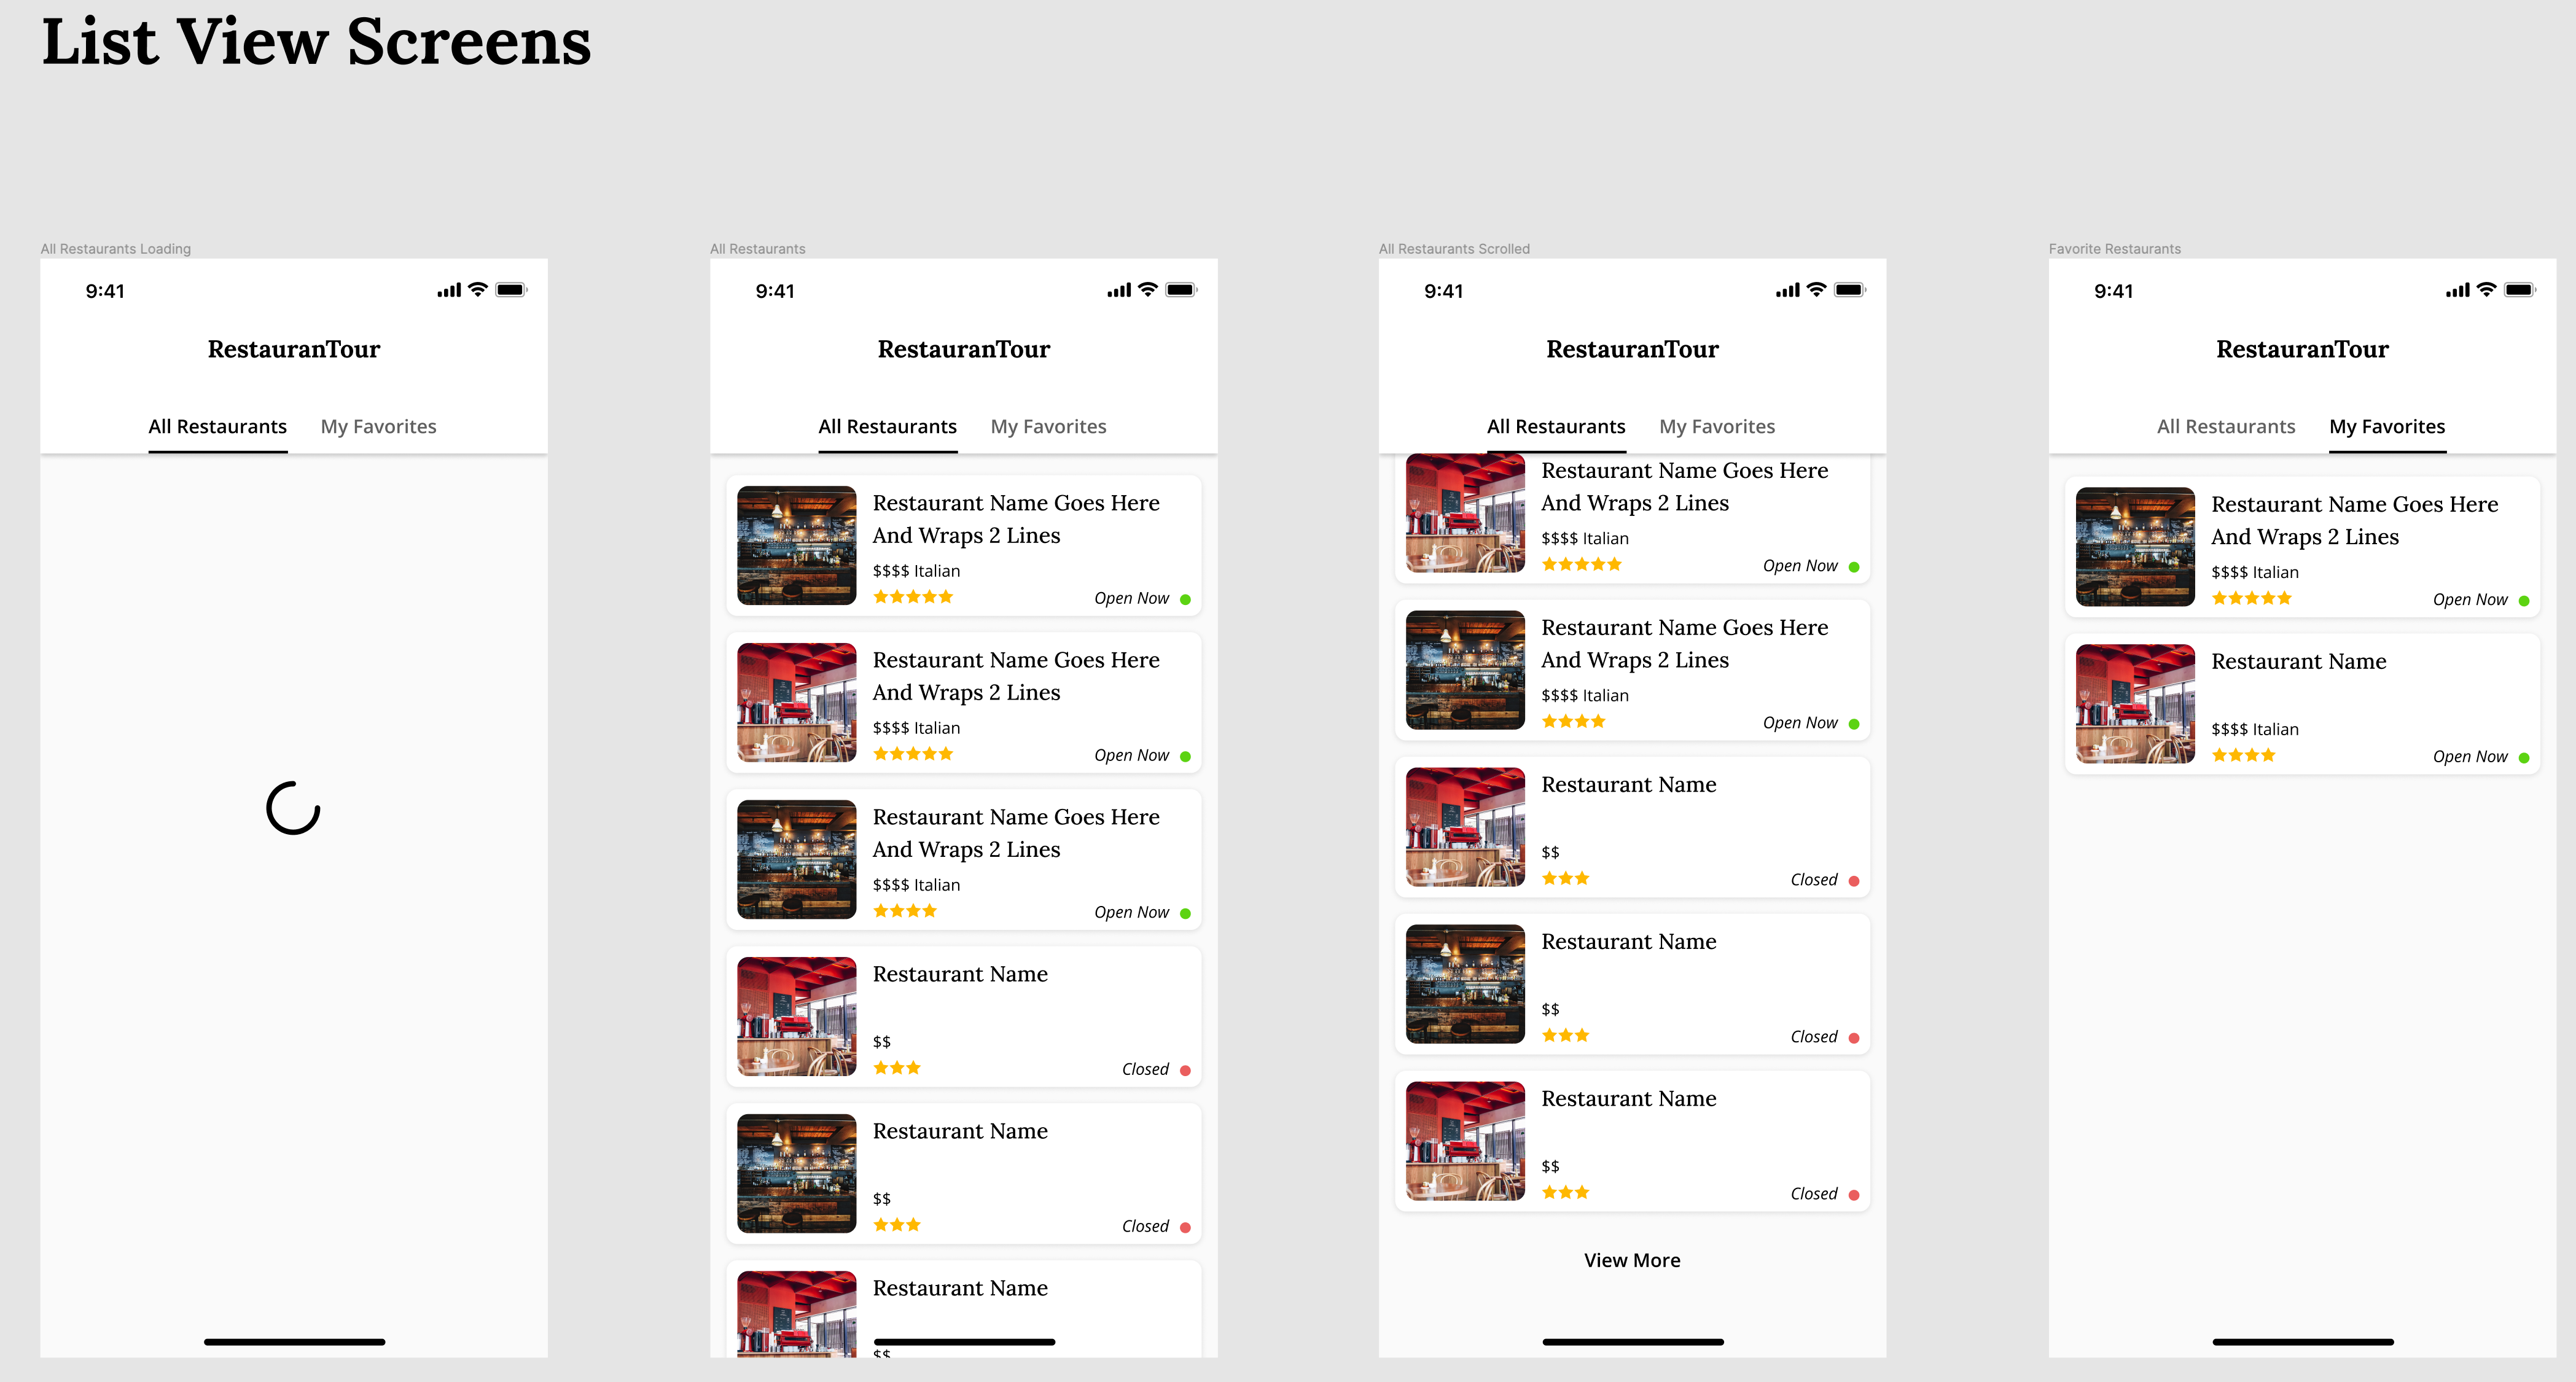 List View Screens
All Restaurants Loading
9:41
RestauranTour
All Restaurants
My Favorites
All Restaurants
9:41
RestauranTour
All Restaurants
My Favorites
Restaurant Name Goes Here
And Wraps 2 Lines
$$$$ Italian
Open Now
Restaurant Name Goes Here
And Wraps 2 Lines
$$$$ Italian
Open Now
Restaurant Name Goes Here
And Wraps 2 Lines
$$$$ Italian
Open Now
Restaurant Name
$$
Closed
Restaurant Name
$$
Closed
Restaurant Name
$$
All Restaurants Scrolled
9:41
RestauranTour
All Restaurants
My Favorites
Restaurant Name Goes Here
And Wraps 2 Lines
$$$$ Italian
Open Now
Restaurant Name Goes Here
And Wraps 2 Lines
$$$$ Italian
Open Now
Restaurant Name
$$
Closed
Restaurant Name
$$
Closed
Restaurant Name
$$
Closed
View More
Favorite Restaurants
9:41
RestauranTour
All Restaurants
My Favorites
Restaurant Name Goes Here
And Wraps 2 Lines
$$$$ Italian
Open Now
Restaurant Name
$$$$ Italian
Open Now